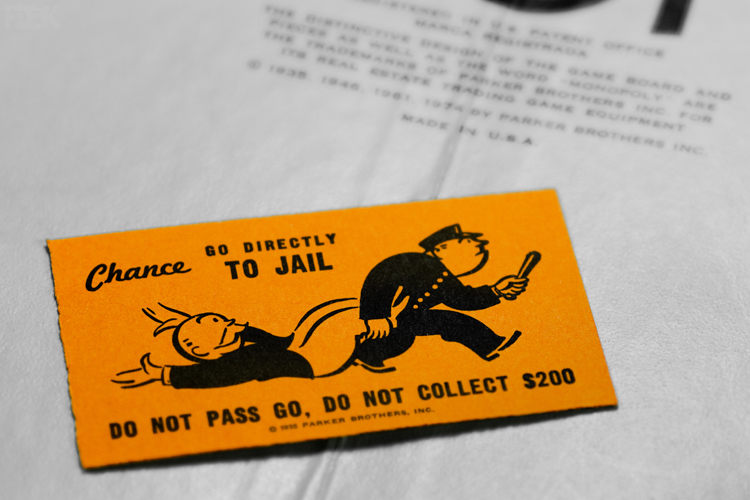 REGISTERED IN U.S. PATENT OFFICE
MARCA REGISTRADA
THE DISTINCTIVE DESIGN OF THE GAME BOARD AND
PIECES AS WELL AS THE WORD "MONOPOLY" ARE
THE TRADEMARKS OF PARKER BROTHERS INC. FOR
ITS REAL ESTATE TRADING GAME EQUIPMENT
© 1935, 1946, 1961, 1974 BY PARKER BROTHERS INC.
MADE IN U.S.A.
Chance
GO DIRECTLY
TO JAIL
DO NOT PASS GO, DO NOT COLLECT $200
© 1935 PARKER BROTHERS, INC.